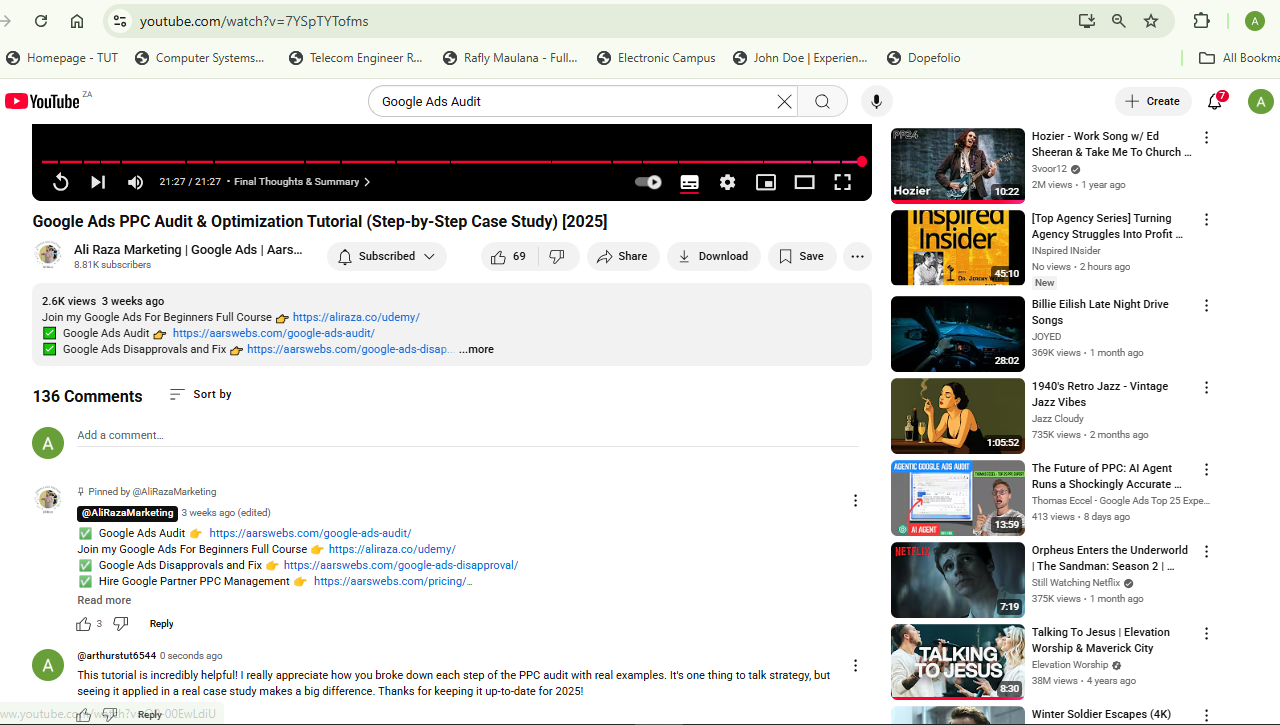 youtube.com/watch?v=7YSpTYTofms
A
Homepage - TUT
Computer Systems...
Telecom Engineer R...
Rafly Maulana - Full...
Electronic Campus
John Doe | Experien...
Dopefolio
All Bookma
YouTube ZA
Google Ads Audit
Create
7
A
21:27 / 21:27 • Final Thoughts & Summary
Google Ads PPC Audit & Optimization Tutorial (Step-by-Step Case Study) [2025]
Ali Raza Marketing | Google Ads | Aars...
8.81K subscribers
Subscribed
69
Share
Download
Save
2.6K views 3 weeks ago
Join my Google Ads For Beginners Full Course 👉 https://aliraza.co/udemy/
✅ Google Ads Audit 👉 https://aarswebs.com/google-ads-audit/
✅ Google Ads Disapprovals and Fix 👉 https://aarswebs.com/google-ads-disap... ...more
136 Comments
Sort by
A
Add a comment...
Pinned by @AliRazaMarketing
@AliRazaMarketing 3 weeks ago (edited)
✅ Google Ads Audit 👉 https://aarswebs.com/google-ads-audit/
Join my Google Ads For Beginners Full Course 👉 https://aliraza.co/udemy/
✅ Google Ads Disapprovals and Fix 👉 https://aarswebs.com/google-ads-disapproval/
✅ Hire Google Partner PPC Management 👉 https://aarswebs.com/pricing/...
Read more
3
Reply
A
@arthurstut6544 0 seconds ago
This tutorial is incredibly helpful! I really appreciate how you broke down each step of the PPC audit with real examples. It's one thing to talk strategy, but
seeing it applied in a real case study makes a big difference. Thanks for keeping it up-to-date for 2025!
Reply
PP24
Hozier
10:22
Hozier - Work Song w/ Ed
Sheeran & Take Me To Church ...
3voor12
2M views • 1 year ago
Inspired
Insider
45:10
[Top Agency Series] Turning
Agency Struggles Into Profit ...
INspired INsider
No views • 2 hours ago
New
28:02
Billie Eilish Late Night Drive
Songs
JOYED
369K views • 1 month ago
1:05:52
1940's Retro Jazz - Vintage
Jazz Vibes
Jazz Cloudy
735K views • 2 months ago
AGENTIC GOOGLE ADS AUDIT
AI AGENT
13:59
The Future of PPC: AI Agent
Runs a Shockingly Accurate ...
Thomas Eccel - Google Ads Top 25 Expe...
413 views • 8 days ago
NETFLIX
7:19
Orpheus Enters the Underworld
| The Sandman: Season 2 | ...
Still Watching Netflix
375K views • 1 month ago
TALKING
TO JESUS
8:30
Talking To Jesus | Elevation
Worship & Maverick City
Elevation Worship
38M views • 4 years ago
Winter Soldier Escapes (4K)